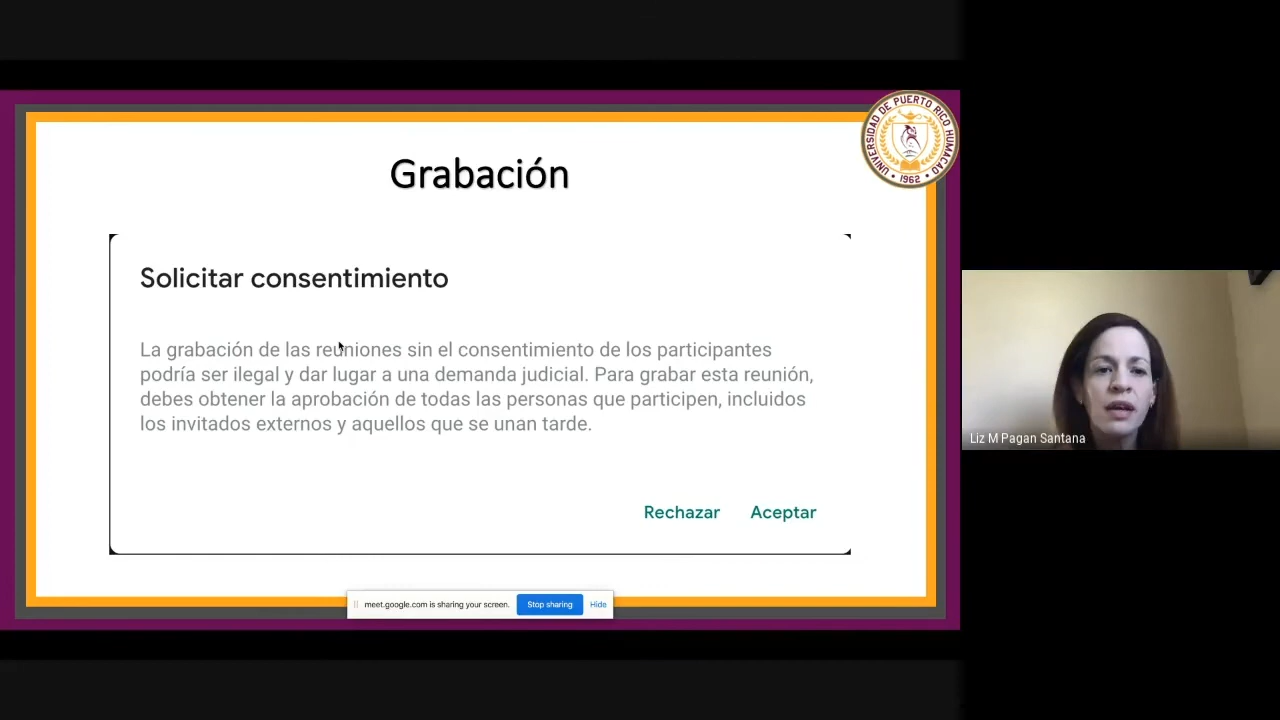 UNIVERSIDAD DE PUERTO RICO HUMACAO
• 1962 •
Grabación
Solicitar consentimiento
La grabación de las reuniones sin el consentimiento de los participantes
podría ser ilegal y dar lugar a una demanda judicial. Para grabar esta reunión,
debes obtener la aprobación de todas las personas que participen, incluidos
los invitados externos y aquellos que se unan tarde.
Rechazar Aceptar
meet.google.com is sharing your screen. Stop sharing Hide
Liz M Pagan Santana